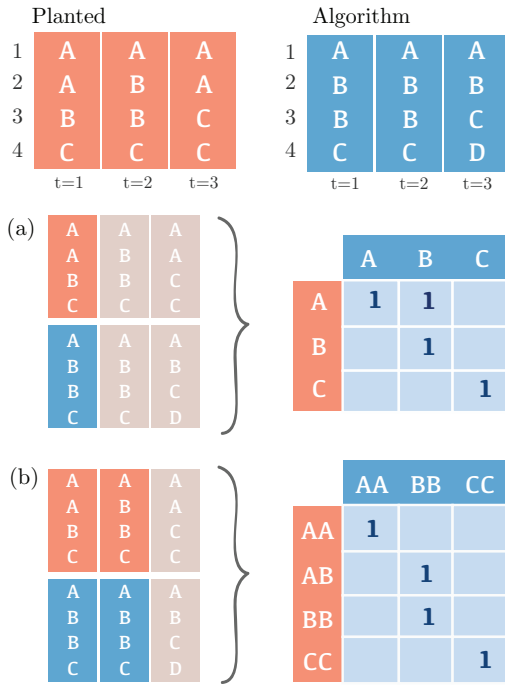 Planted Algorithm
1 A A A 1 A A A
2 A B A 2 B B B
3 B B C 3 B B C
4 C C C 4 C C D
t=1 t=2 t=3 t=1 t=2 t=3
(a)
A A A
A B A
B B C
C C C
A A A
B B B
B B C
C C D
A B C
A 1 1
B 1
C 1
(b)
A A A
A B A
B B C
C C C
A A A
B B B
B B C
C C D
AA BB CC
AA 1
AB 1
BB 1
CC 1